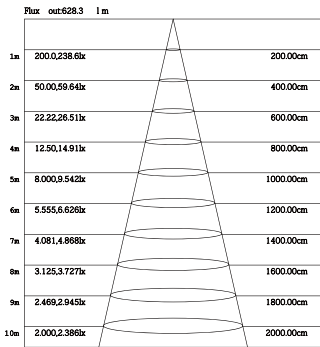 Flux out:628.3 lm
1m 200.0,238.6lx 200.00cm
2m 50.00,59.64lx 400.00cm
3m 22.22,26.51lx 600.00cm
4m 12.50,14.91lx 800.00cm
5m 8.000,9.542lx 1000.00cm
6m 5.555,6.626lx 1200.00cm
7m 4.081,4.868lx 1400.00cm
8m 3.125,3.727lx 1600.00cm
9m 2.469,2.945lx 1800.00cm
10m 2.000,2.386lx 2000.00cm